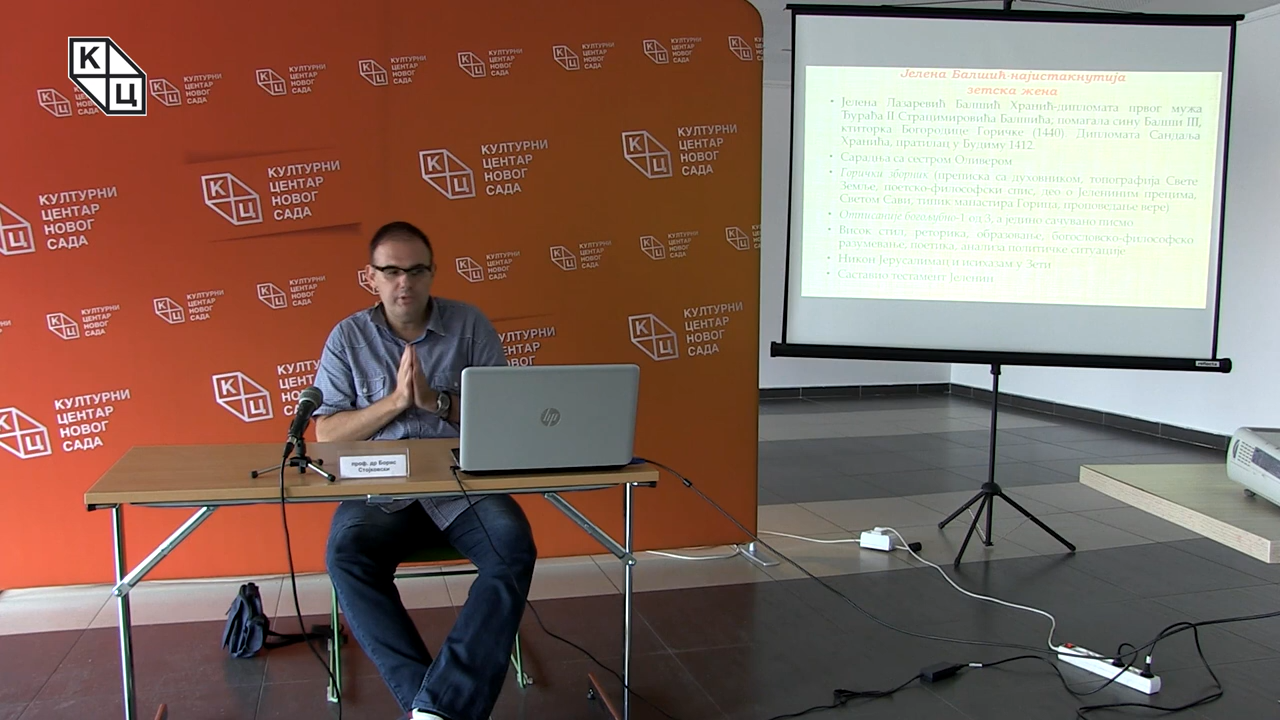 К
Ц
КУЛТУРНИ
ЦЕНТАР
НОВОГ
САДА
Јелена Балшић-најистакнутија
зетска жена
• Јелена Лазаревић Балшић Хранић-дипломата првог мужа
Ђурађа II Страцимировића Балшића, помагала сину Балши III,
ктиторка Богородице Горичке (1440) Дипломата Сандаља
Хранића, пратилац у Будиму 1412.
• Сарадња са сестром Оливером
• Горички зборник (преписка са духовником, топографија Свете
Земље, поетско-философски спис, део о Јелениним прецима,
Светом Сави, типик манастира Горица, проповедање вере)
• Отписаније богољубно-1 од 3, а једино сачувано писмо
• Висок стил, реторика, образовање, богословско-философско
разумевање, поетика, анализа политичке ситуације
• Никон Јерусалимац и исихазам у Зети
• Саставио тестамент Јеленин
проф. др Борис
Стојковски
hp